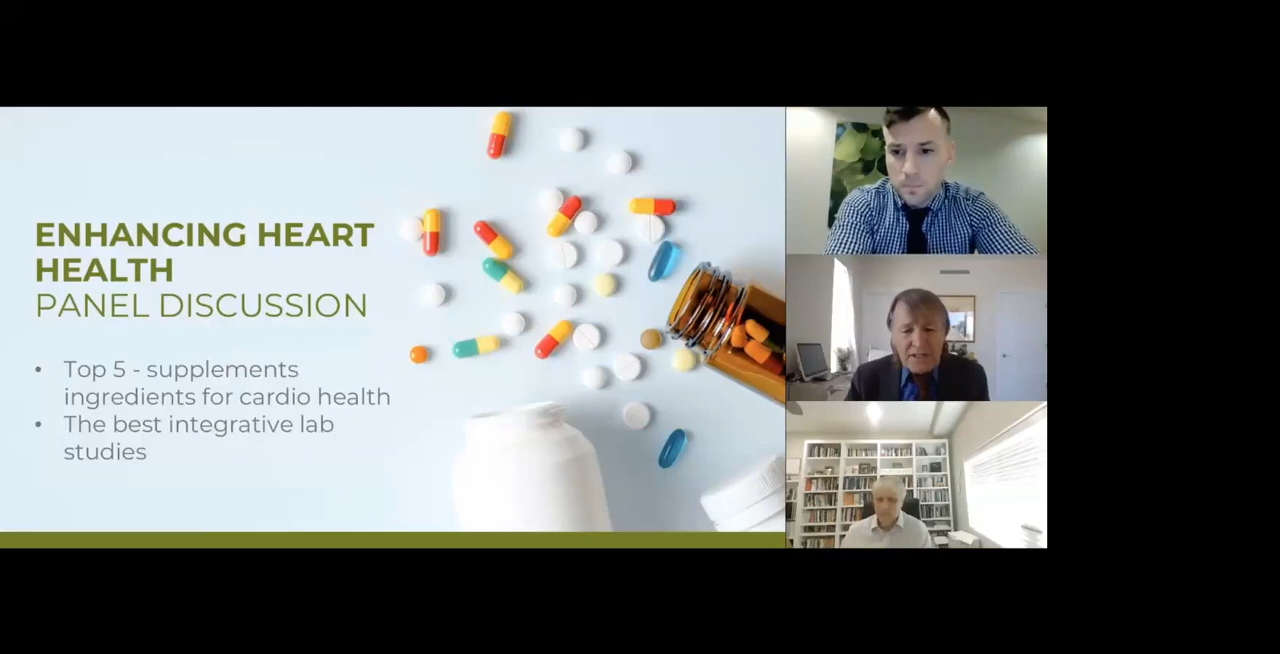 ENHANCING HEART
HEALTH
PANEL DISCUSSION
• Top 5 - supplements
ingredients for cardio health
• The best integrative lab
studies